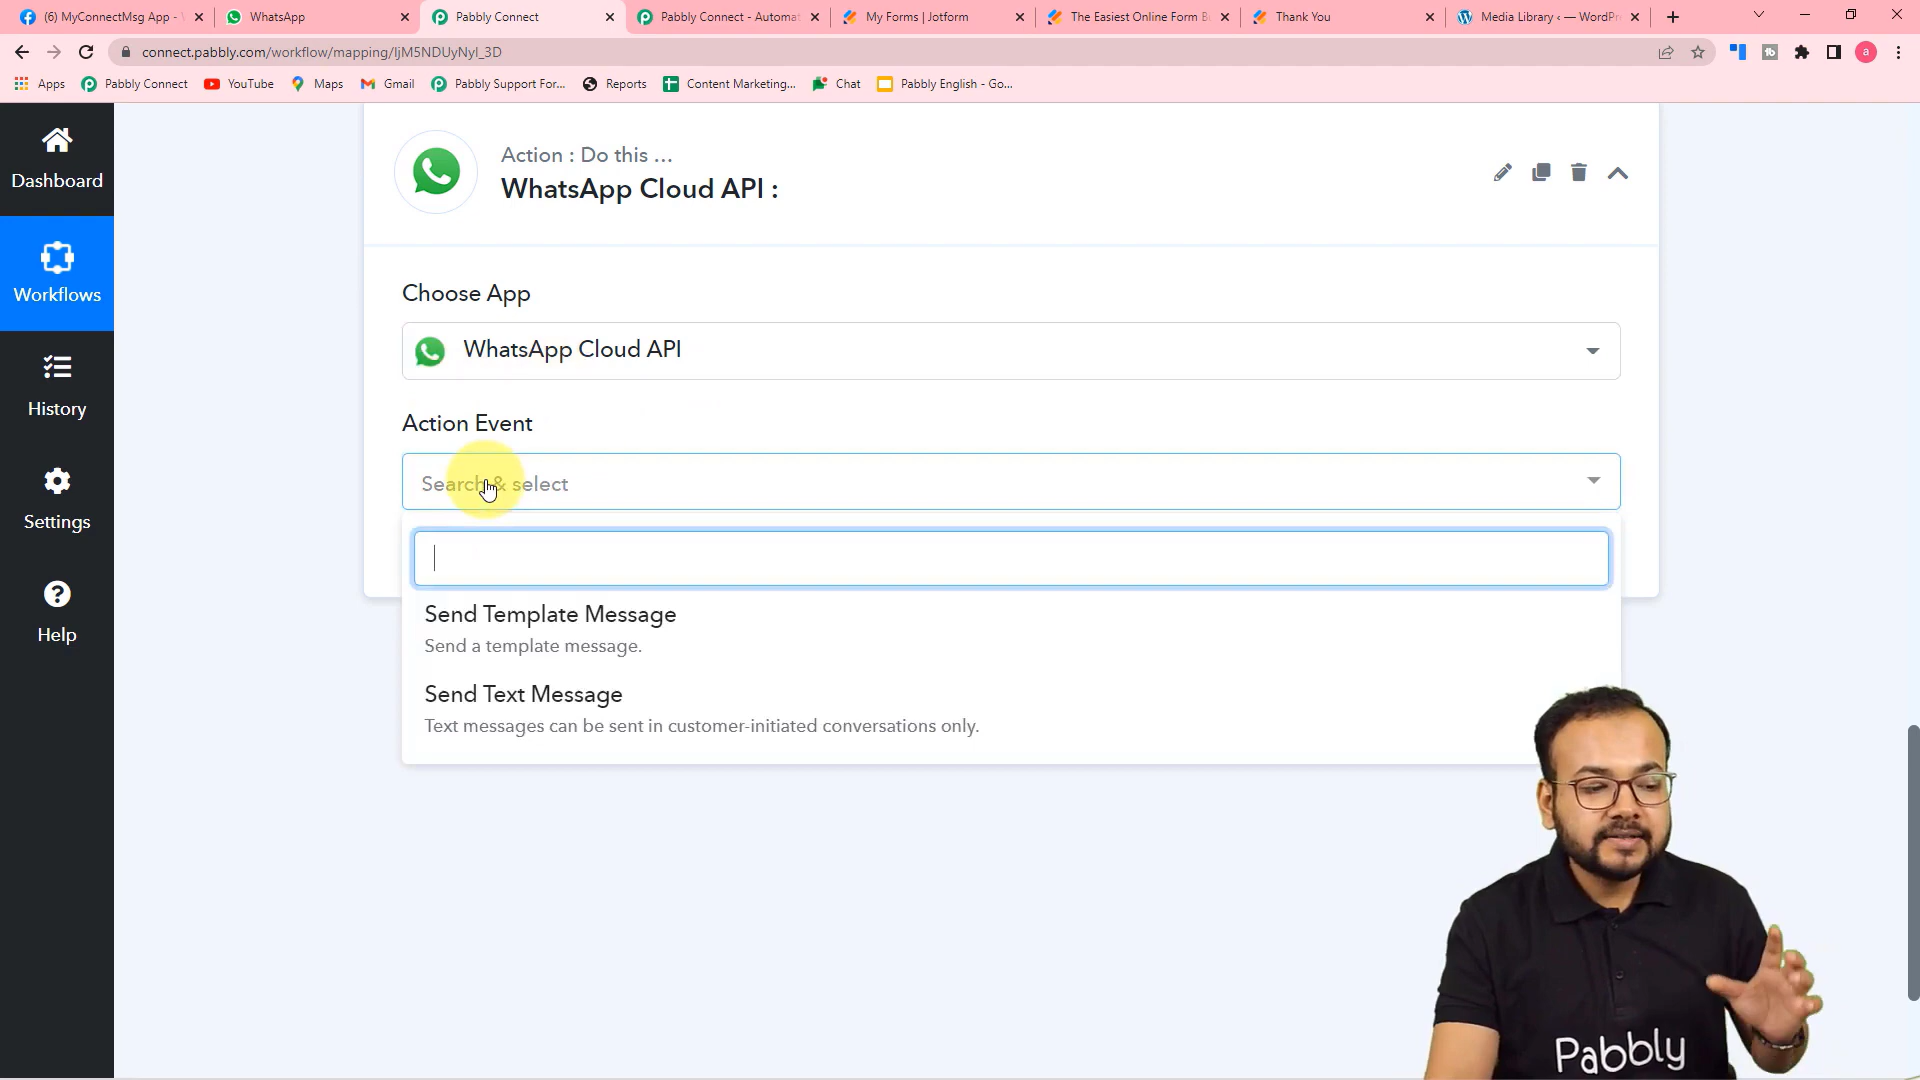 (6) MyConnectMsg App -
WhatsApp
Pabbly Connect
Pabbly Connect - Automat
My Forms | Jotform
The Easiest Online Form B
Thank You
Media Library ‹ — WordPr
connect.pabbly.com/workflow/mapping/IjM5NDUyNyI_3D
a
Apps
Pabbly Connect
YouTube
Maps
Gmail
Pabbly Support For...
Reports
Content Marketing...
Chat
Pabbly English - Go...
Dashboard
Workflows
History
Settings
Help
Action : Do this ...
WhatsApp Cloud API :
Choose App
WhatsApp Cloud API
Action Event
Search & select
Send Template Message
Send a template message.
Send Text Message
Text messages can be sent in customer-initiated conversations only.
Pabbly